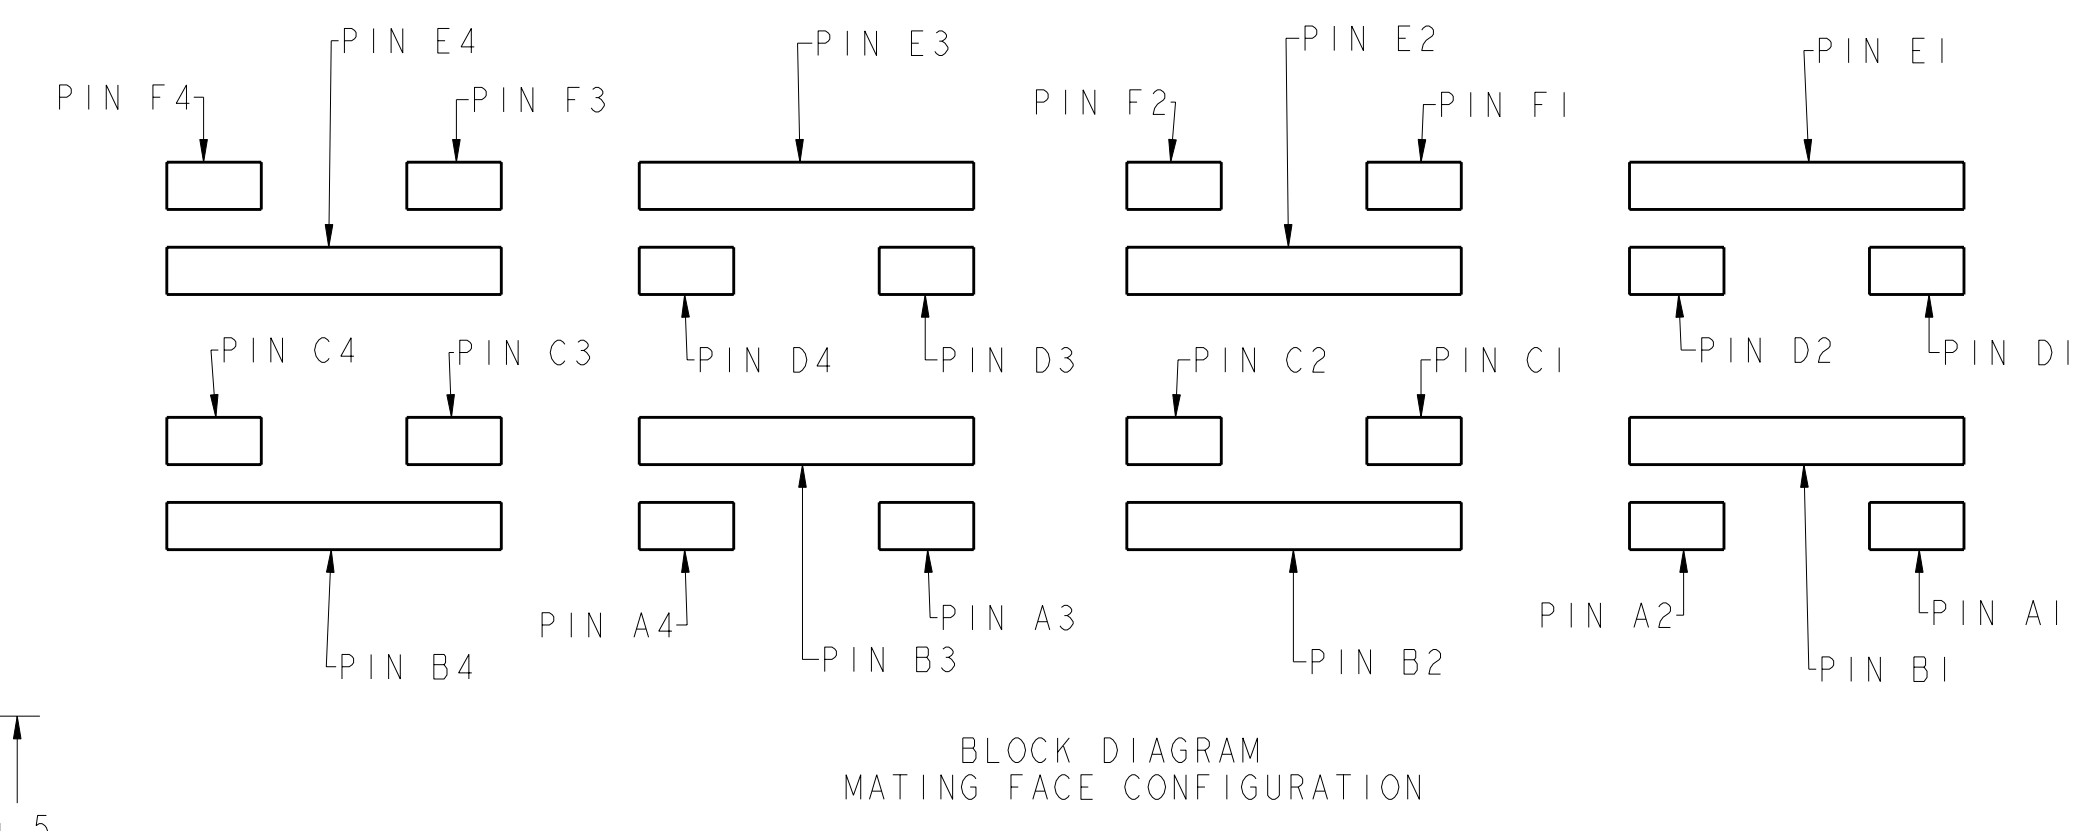 PIN E4
PIN E3
PIN E2
PIN E1
PIN F4
PIN F3
PIN F2
PIN F1
PIN C4
PIN C3
PIN D4
PIN D3
PIN C2
PIN C1
PIN D2
PIN D1
PIN A4
PIN A3
PIN A2
PIN A1
PIN B4
PIN B3
PIN B2
PIN B1
BLOCK DIAGRAM
MATING FACE CONFIGURATION
5